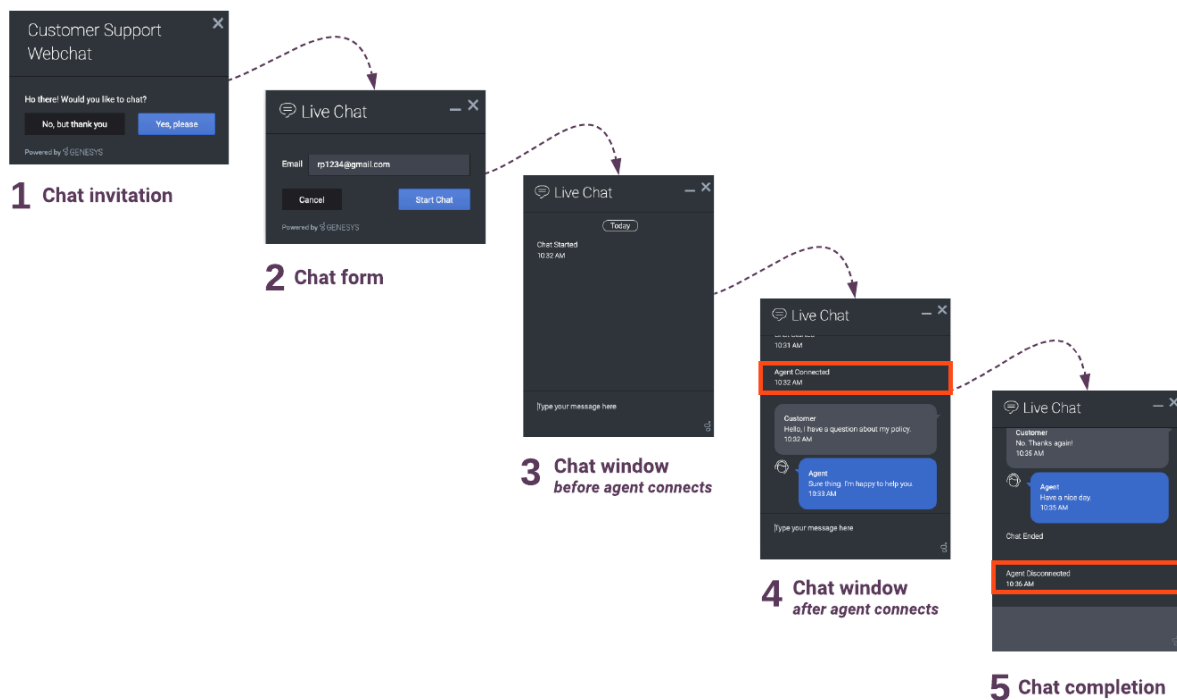 Customer Support
Webchat
Ho there! Would you like to chat?
No, but thank you
Yes, please
Powered by GENESYS
1 Chat invitation
Live Chat
Email
rp1234@gmail.com
Cancel
Start Chat
Powered by GENESYS
2 Chat form
Live Chat
Today
Chat Started
10:32 AM
Type your message here
3 Chat window
before agent connects
Live Chat
10:31 AM
Agent Connected
10:32 AM
Customer
Hello, I have a question about my policy.
10:32 AM
Agent
Sure thing. I'm happy to help you.
10:33 AM
Type your message here
4 Chat window
after agent connects
Live Chat
Customer
No. Thanks again!
10:35 AM
Agent
Have a nice day.
10:35 AM
Chat Ended
Agent Disconnected
10:35 AM
5 Chat completion